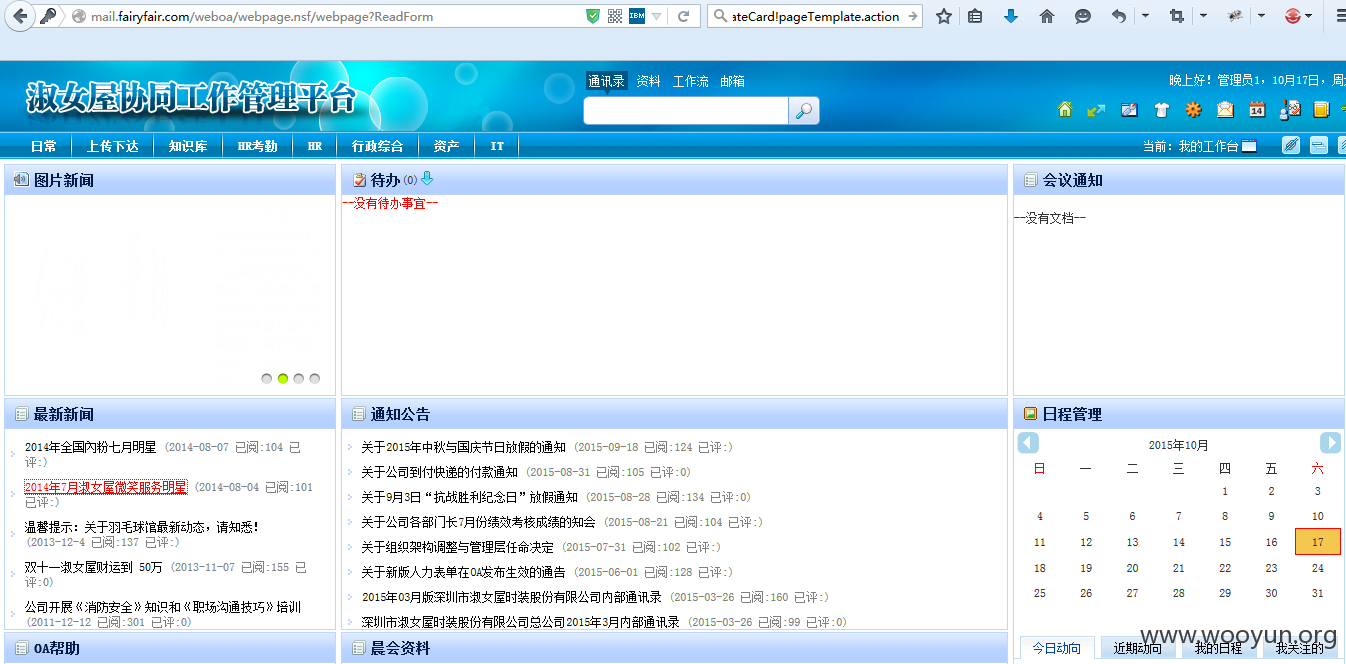 mail.fairyfair.com/weboa/webpage.nsf/webpage?ReadForm
IBM
ateCard!pageTemplate.action
淑女屋协同工作管理平台
通讯录 资料 工作流 邮箱
晚上好! 管理员1, 10月17日, 周
14
日常 上传下达 知识库 HR考勤 HR 行政综合 资产 IT
当前: 我的工作台
图片新闻
待办 (0)
--没有待办事宜--
会议通知
--没有文档--
最新新闻
2014年全国内粉七月明星 (2014-08-07 已阅:104 已
评:)
2014年7月淑女屋微笑服务明星 (2014-08-04 已阅:101
已评:)
温馨提示: 关于羽毛球馆最新动态, 请知悉!
(2013-12-4 已阅:137 已评:)
双十一淑女屋财运到 50万 (2013-11-07 已阅:155 已
评:0)
公司开展《消防安全》知识和《职场沟通技巧》培训
(2011-12-12 已阅:301 已评:0)
通知公告
关于2015年中秋与国庆节日放假的通知 (2015-09-18 已阅:124 已评:)
关于公司到付快递的付款通知 (2015-08-31 已阅:105 已评:0)
关于9月3日“抗战胜利纪念日”放假通知 (2015-08-28 已阅:134 已评:0)
关于公司各部门长7月份绩效考核成绩的知会 (2015-08-21 已阅:104 已评:)
关于组织架构调整与管理层任命决定 (2015-07-31 已阅:102 已评:)
关于新版人力表单在OA发布生效的通告 (2015-06-01 已阅:128 已评:)
2015年03月版深圳市淑女屋时装股份有限公司内部通讯录 (2015-03-26 已阅:160 已评:)
深圳市淑女屋时装股份有限公司总公司2015年3月内部通讯录 (2015-03-26 已阅:99 已评:0)
日程管理
2015年10月
日 一 二 三 四 五 六
1 2 3
4 5 6 7 8 9 10
11 12 13 14 15 16 17
18 19 20 21 22 23 24
25 26 27 28 29 30 31
今日动向 近期动向 我的日程 我关注的
www.wooyun.org
OA帮助
晨会资料